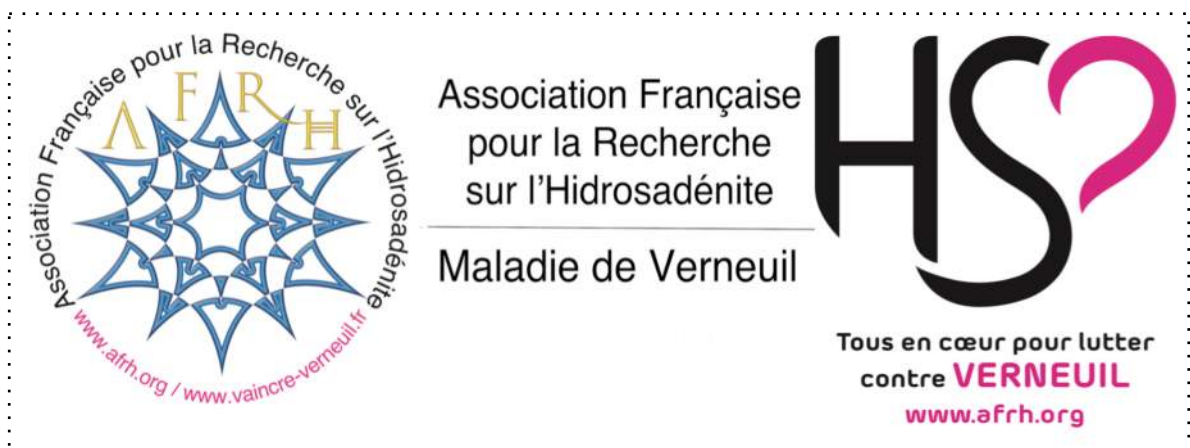 Association Française pour la Recherche sur l'Hidrosadénite
AFRH
www.afrh.org / www.vaincre-verneuil.fr
Association Française
pour la Recherche
sur l'Hidrosadénite
Maladie de Verneuil
HS
Tous en cœur pour lutter
contre VERNEUIL
www.afrh.org